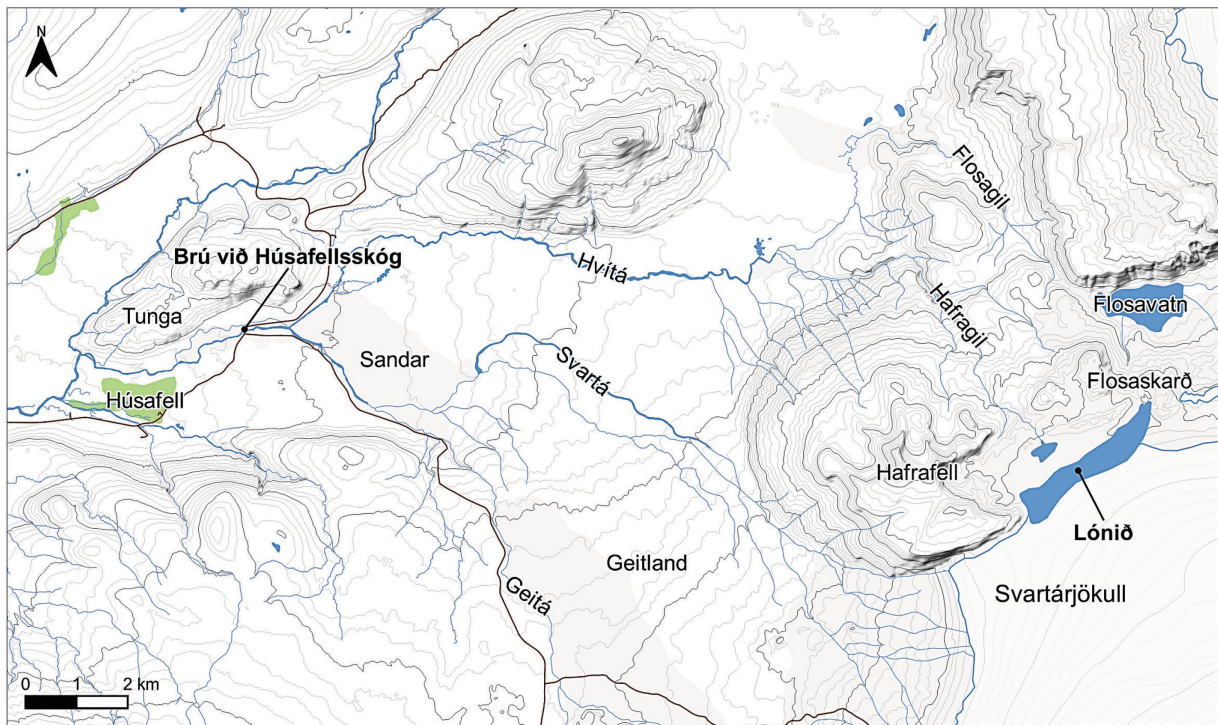 N
Flosagil
Brú við Húsafellsskóg
Hvítá
Hafragil
Flosavatn
Tunga
Sandar
Svartá
Flosaskarð
Húsafell
Hafrafell
Lónið
Geitland
Geitá
Svartárjökull
0 1 2 km